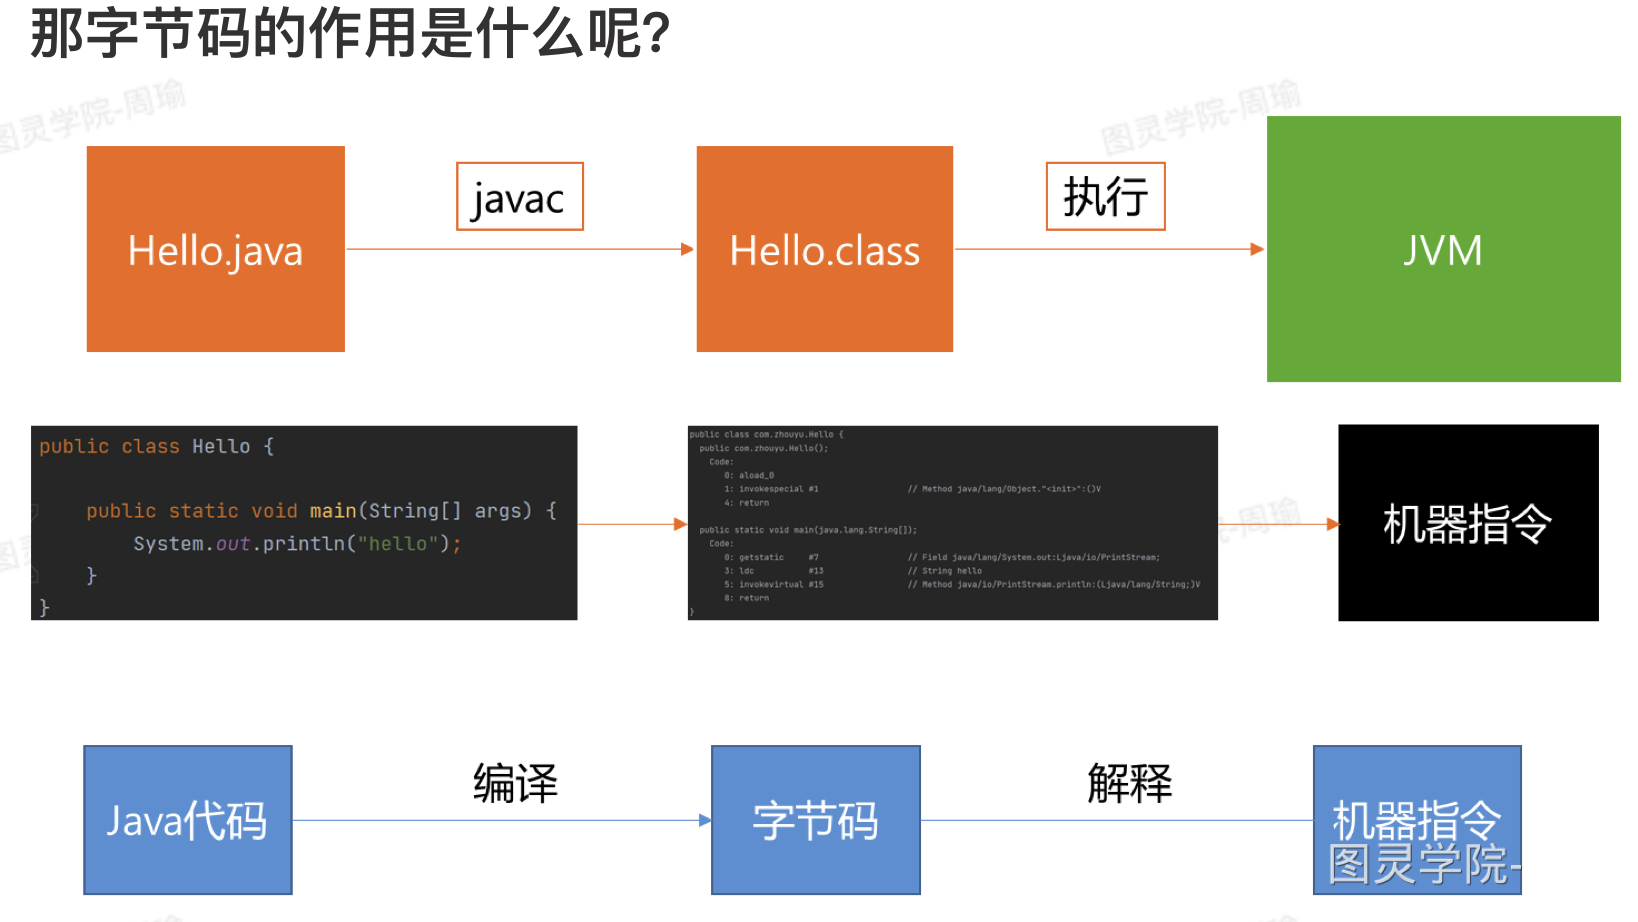 那字节码的作用是什么呢?
图灵学院-周瑜
图灵学院-周瑜
Hello.java
javac
Hello.class
执行
JVM
public class Hello {
public static void main(String[] args) {
System.out.println("hello");
}
}
public class com.zhouyu.Hello {
public com.zhouyu.Hello();
Code:
0: aload_0
1: invokespecial #1 // Method java/lang/Object."<init>":()V
4: return
public static void main(java.lang.String[]);
Code:
0: getstatic #7 // Field java/lang/System.out:Ljava/io/PrintStream;
3: ldc #13 // String hello
5: invokevirtual #15 // Method java/io/PrintStream.println:(Ljava/lang/String;)V
8: return
}
-周瑜
机器指令
Java代码
编译
字节码
解释
机器指令
图灵学院-